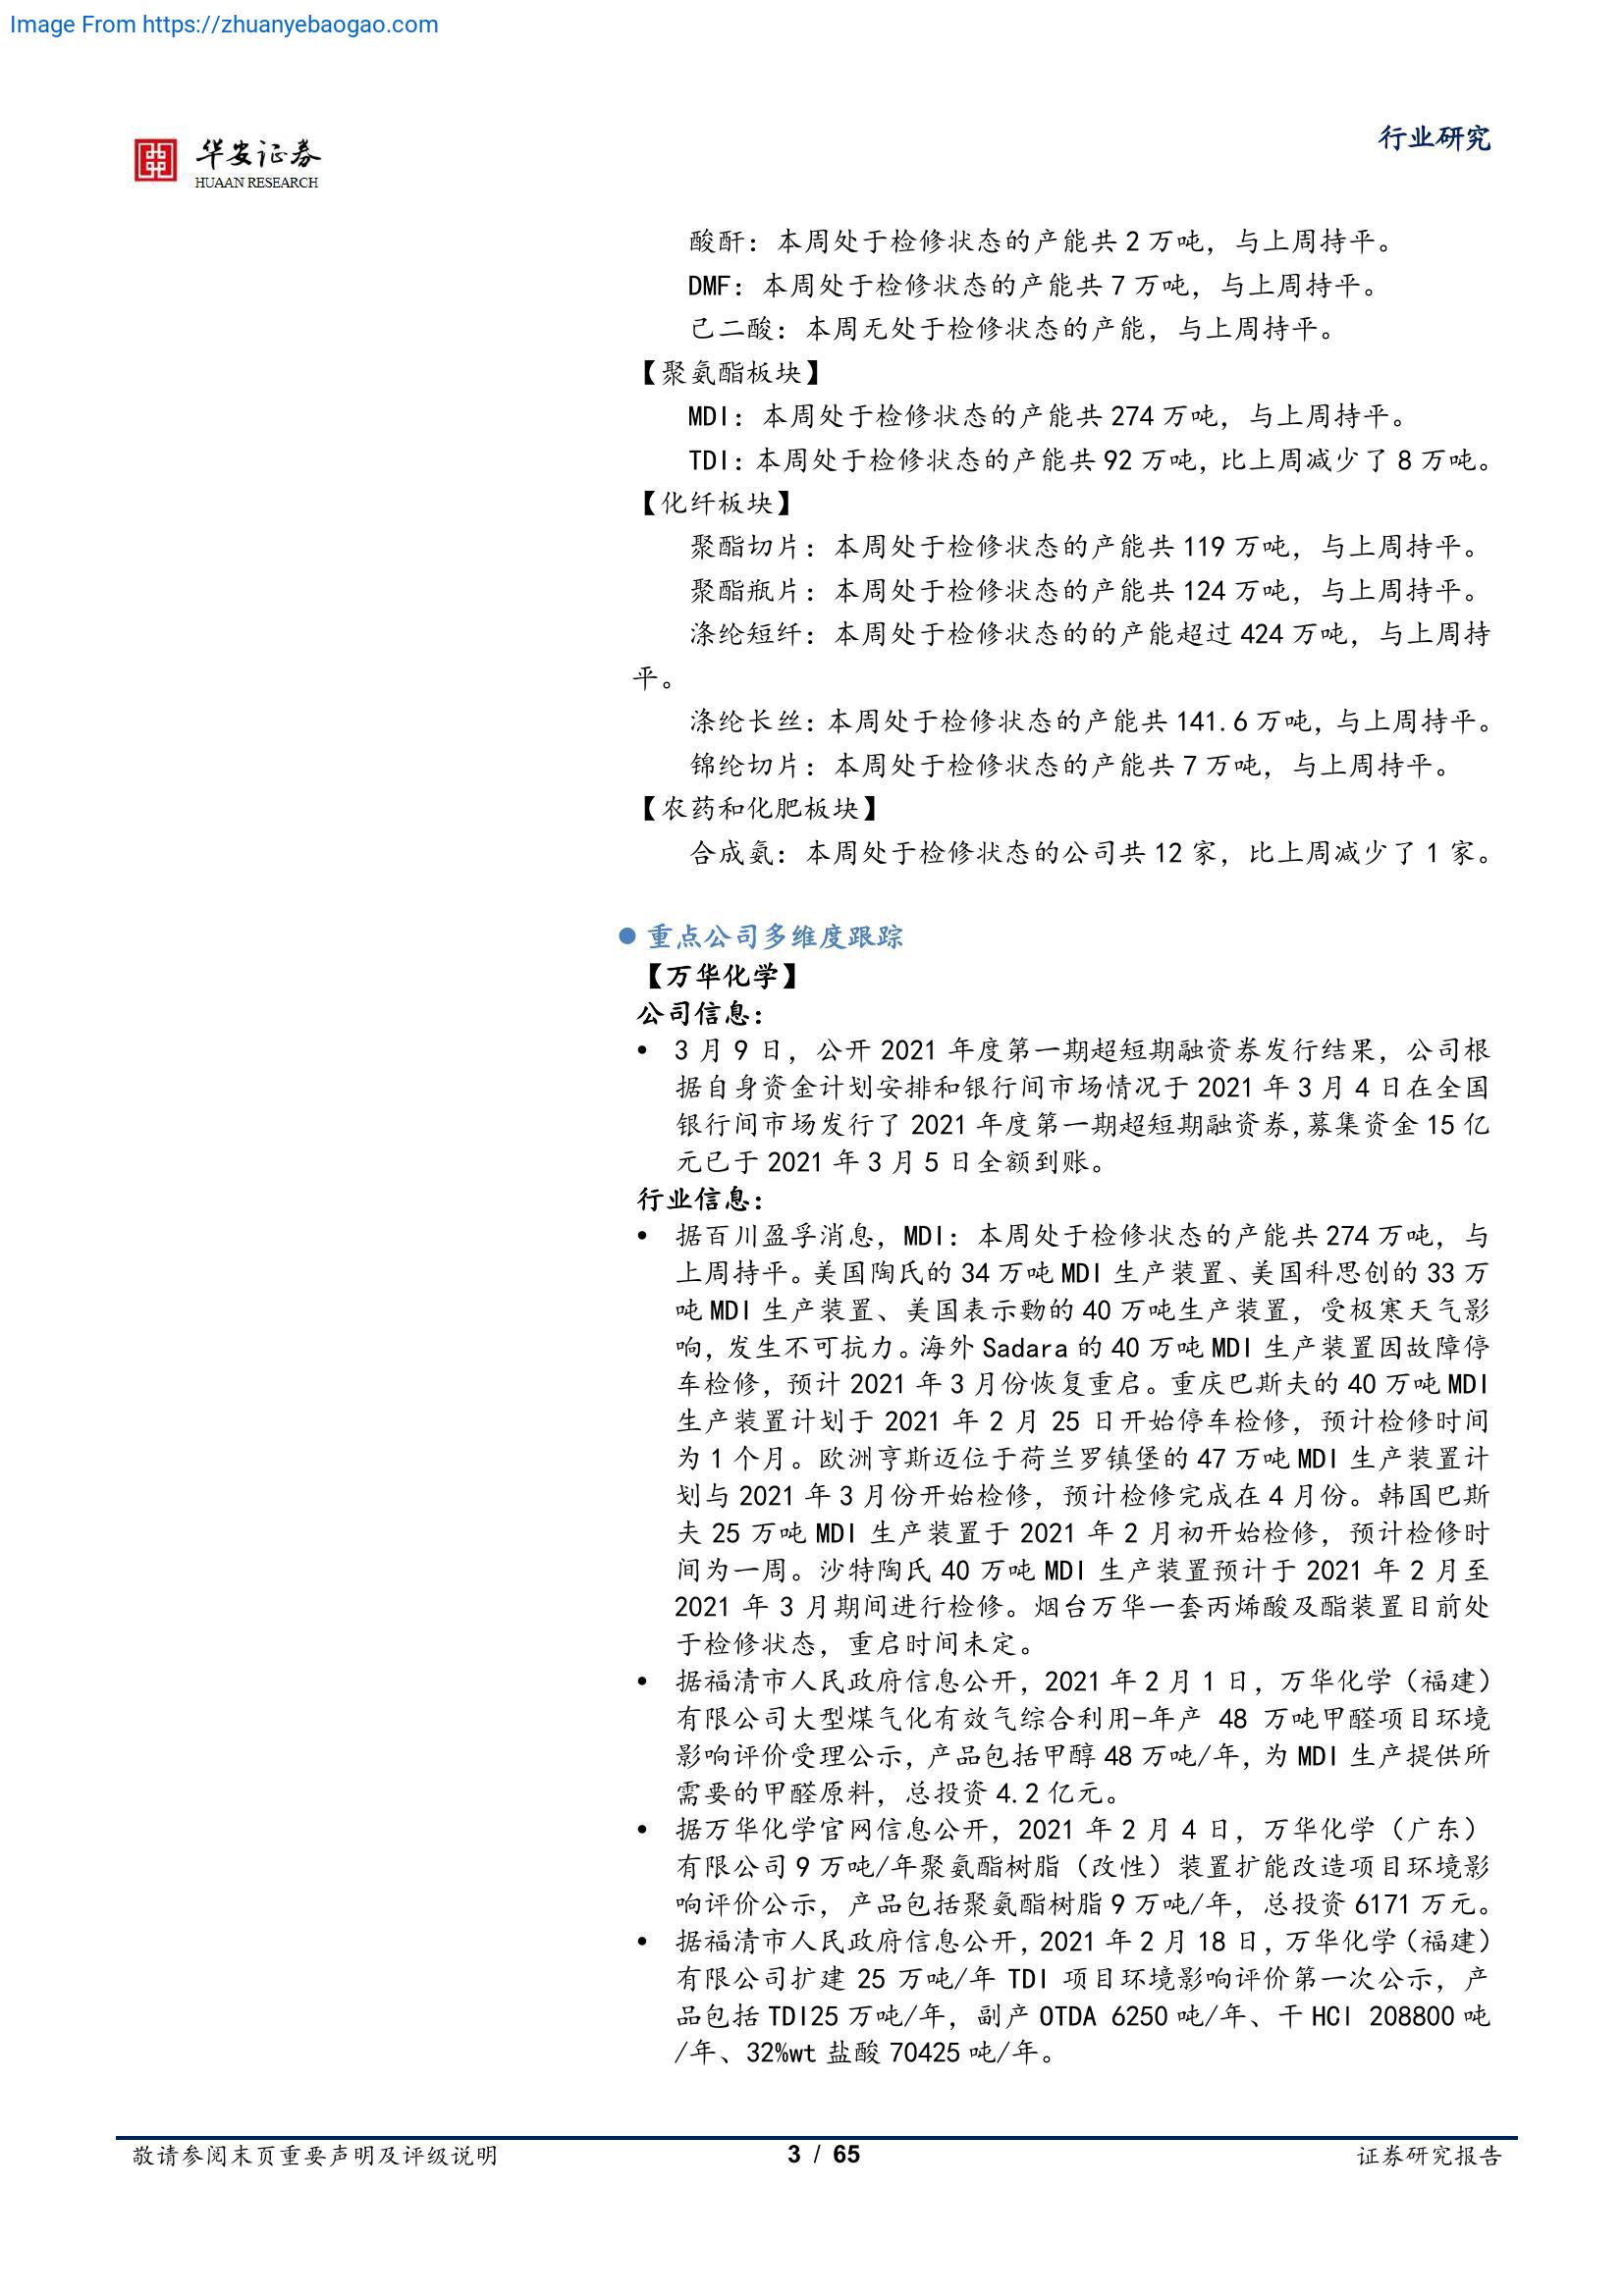 Image From https://zhuanyebaogao.com
华安证券
HUAAN RESEARCH
行业研究
酸酐：本周处于检修状态的产能共 2 万吨，与上周持平。
DMF：本周处于检修状态的产能共 7 万吨，与上周持平。
己二酸：本周无处于检修状态的产能，与上周持平。
【聚氨酯板块】
MDI：本周处于检修状态的产能共 274 万吨，与上周持平。
TDI：本周处于检修状态的产能共 92 万吨，比上周减少了 8 万吨。
【化纤板块】
聚酯切片：本周处于检修状态的产能共 119 万吨，与上周持平。
聚酯瓶片：本周处于检修状态的产能共 124 万吨，与上周持平。
涤纶短纤：本周处于检修状态的的产能超过 424 万吨，与上周持
平。
涤纶长丝：本周处于检修状态的产能共 141.6 万吨，与上周持平。
锦纶切片：本周处于检修状态的产能共 7 万吨，与上周持平。
【农药和化肥板块】
合成氨：本周处于检修状态的公司共 12 家，比上周减少了 1 家。
● 重点公司多维度跟踪
【万华化学】
公司信息：
• 3 月 9 日，公开 2021 年度第一期超短期融资券发行结果，公司根
据自身资金计划安排和银行间市场情况于 2021 年 3 月 4 日在全国
银行间市场发行了 2021 年度第一期超短期融资券,募集资金 15 亿
元已于 2021 年 3 月 5 日全额到账。
行业信息：
• 据百川盈孚消息，MDI：本周处于检修状态的产能共 274 万吨，与
上周持平。美国陶氏的 34 万吨 MDI 生产装置、美国科思创的 33 万
吨 MDI 生产装置、美国表示勷的 40 万吨生产装置，受极寒天气影
响，发生不可抗力。海外 Sadara 的 40 万吨 MDI 生产装置因故障停
车检修，预计 2021 年 3 月份恢复重启。重庆巴斯夫的 40 万吨 MDI
生产装置计划于 2021 年 2 月 25 日开始停车检修，预计检修时间
为 1 个月。欧洲亨斯迈位于荷兰罗镇堡的 47 万吨 MDI 生产装置计
划与 2021 年 3 月份开始检修，预计检修完成在 4 月份。韩国巴斯
夫 25 万吨 MDI 生产装置于 2021 年 2 月初开始检修，预计检修时
间为一周。沙特陶氏 40 万吨 MDI 生产装置预计于 2021 年 2 月至
2021 年 3 月期间进行检修。烟台万华一套丙烯酸及酯装置目前处
于检修状态，重启时间未定。
• 据福清市人民政府信息公开，2021 年 2 月 1 日，万华化学（福建）
有限公司大型煤气化有效气综合利用-年产 48 万吨甲醛项目环境
影响评价受理公示，产品包括甲醇 48 万吨/年，为 MDI 生产提供所
需要的甲醛原料，总投资 4.2 亿元。
• 据万华化学官网信息公开，2021 年 2 月 4 日，万华化学（广东）
有限公司 9 万吨/年聚氨酯树脂（改性）装置扩能改造项目环境影
响评价公示，产品包括聚氨酯树脂 9 万吨/年，总投资 6171 万元。
• 据福清市人民政府信息公开，2021 年 2 月 18 日，万华化学（福建）
有限公司扩建 25 万吨/年 TDI 项目环境影响评价第一次公示，产
品包括 TDI25 万吨/年，副产 OTDA 6250 吨/年、干 HCl 208800 吨
/年、32%wt 盐酸 70425 吨/年。
敬请参阅末页重要声明及评级说明
3 / 65
证券研究报告